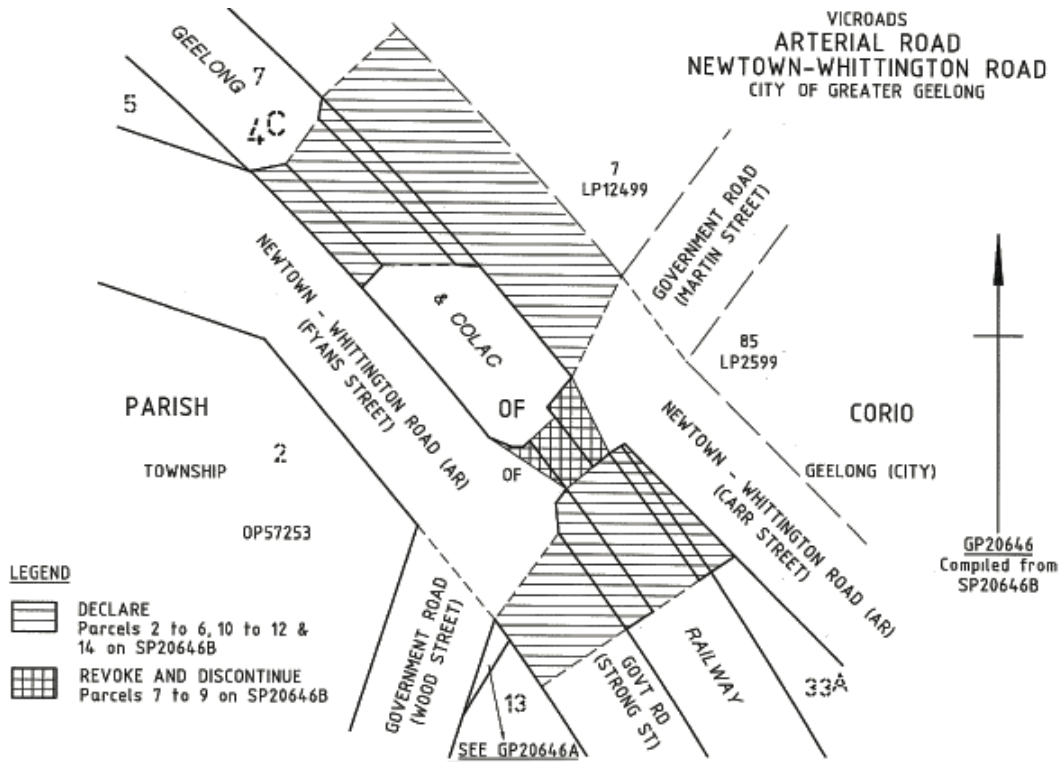 VICROADS
ARTERIAL ROAD
NEWTOWN-WHITTINGTON ROAD
CITY OF GREATER GEELONG
GEELONG
7
5
4C
7
LP12499
GOVERNMENT ROAD
(MARTIN STREET)
NEWTOWN - WHITTINGTON ROAD (AR)
(FYANS STREET)
& COLAC
85
LP2599
PARISH
OF
CORIO
2
TOWNSHIP
OF
GEELONG (CITY)
NEWTOWN - WHITTINGTON ROAD (AR)
(CARR STREET)
OP57253
GP20646
Compiled from
SP20646B
LEGEND
DECLARE
Parcels 2 to 6, 10 to 12 &
14 on SP20646B
REVOKE AND DISCONTINUE
Parcels 7 to 9 on SP20646B
GOVERNMENT ROAD
(WOOD STREET)
13
GOVT RD
(STRONG ST)
RAILWAY
33A
SEE GP20646A